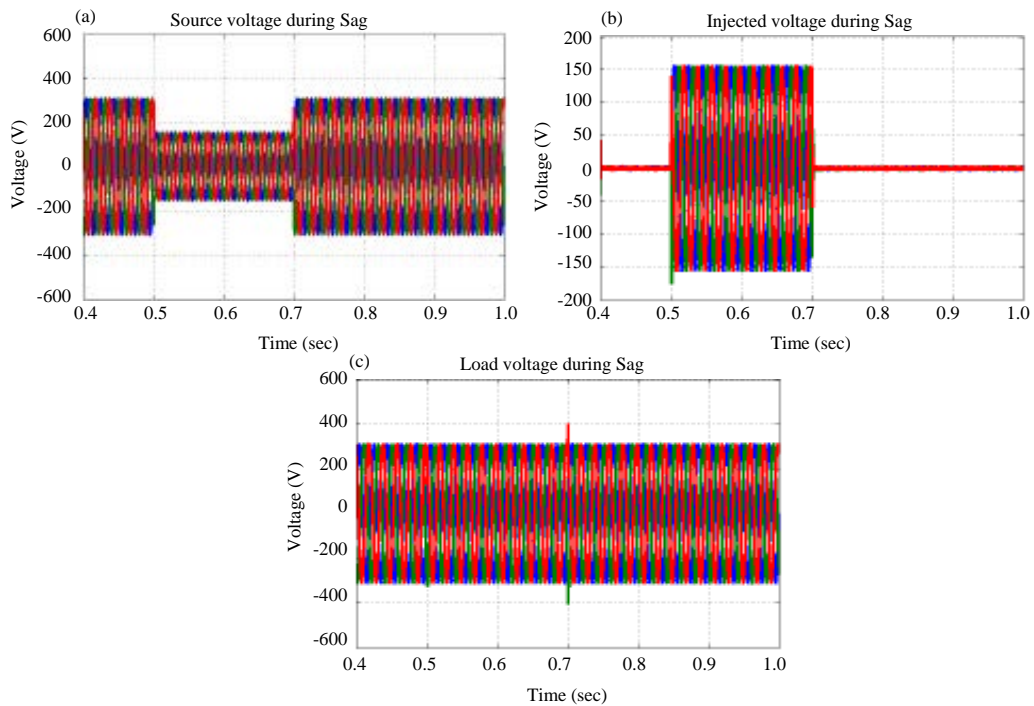 (a)
Source voltage during Sag
600
400
200
0
-200
-400
-600
Voltage (V)
0.4 0.5 0.6 0.7 0.8 0.9 1.0
Time (sec)
(b)
Injected voltage during Sag
200
150
100
50
0
-50
-100
-150
-200
Voltage (V)
0.4 0.5 0.6 0.7 0.8 0.9 1.0
Time (sec)
(c)
Load voltage during Sag
600
400
200
0
-200
-400
-600
Voltage (V)
0.4 0.5 0.6 0.7 0.8 0.9 1.0
Time (sec)